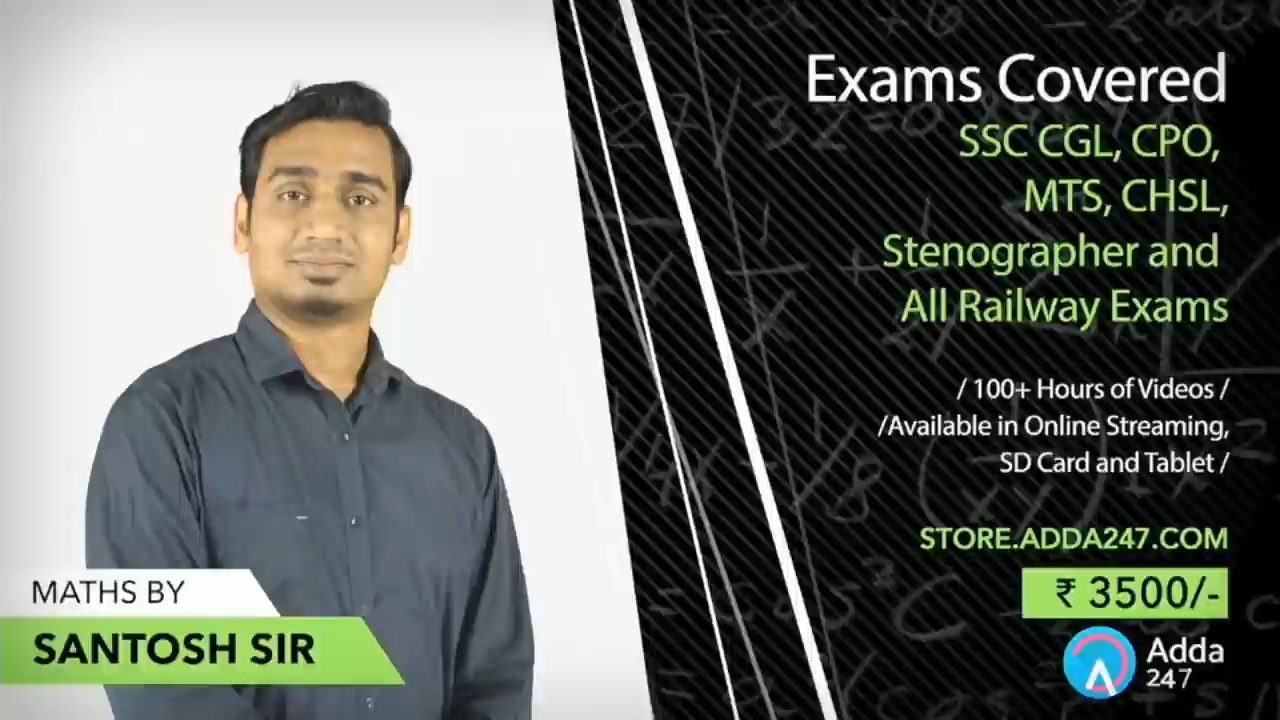 Exams Covered
SSC CGL, CPO,
MTS, CHSL,
Stenographer and
All Railway Exams
/ 100+ Hours of Videos /
/Available in Online Streaming,
SD Card and Tablet /
STORE.ADDA247.COM
₹ 3500/-
Adda
247
MATHS BY
SANTOSH SIR